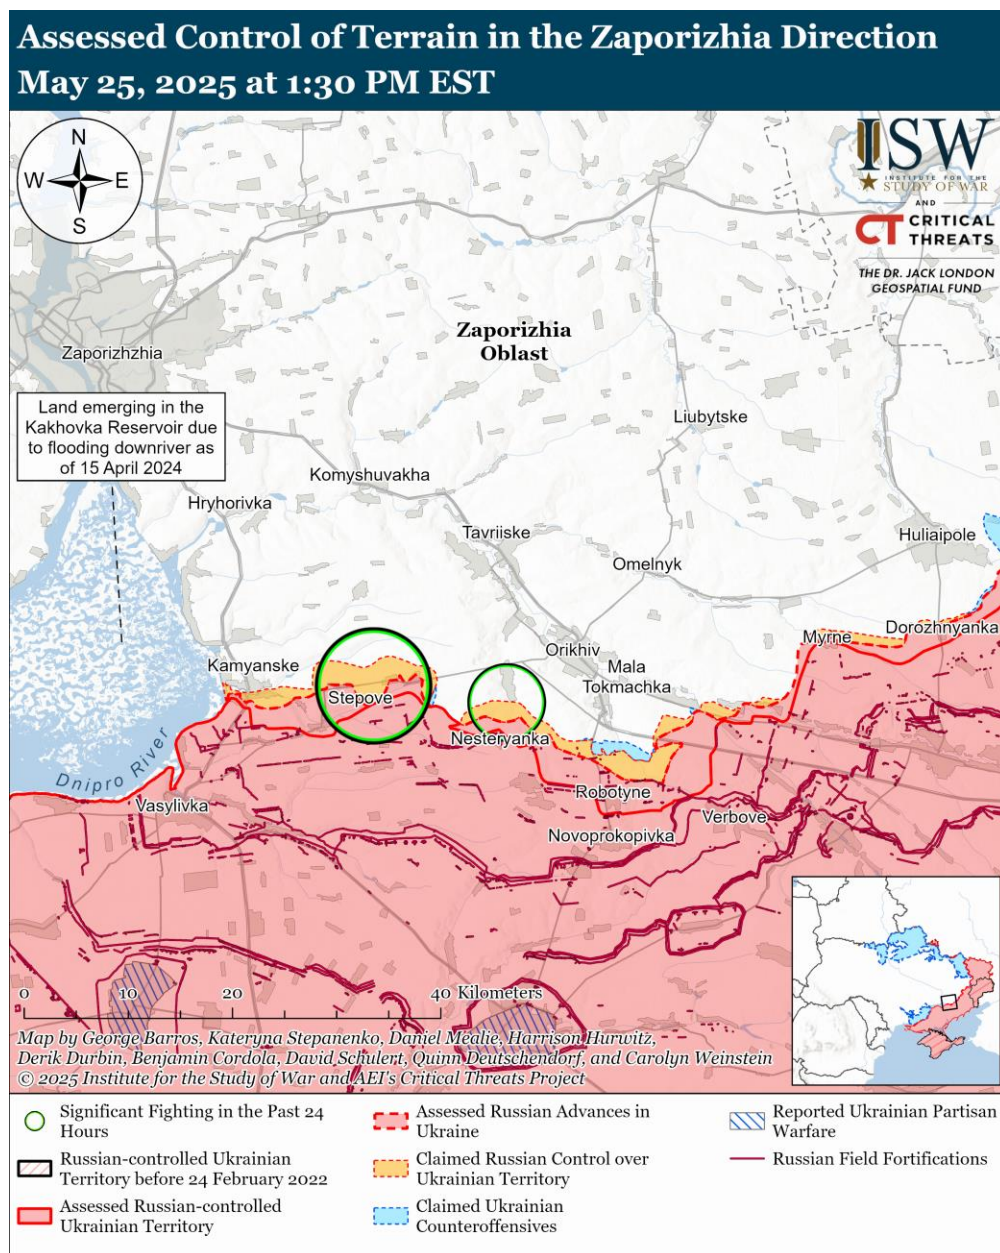 Assessed Control of Terrain in the Zaporizhia Direction
May 25, 2025 at 1:30 PM EST
N
W
E
S
ISW
INSTITUTE FOR THE
STUDY OF WAR
AND
CT CRITICAL
THREATS
THE DR. JACK LONDON
GEOSPATIAL FUND
Zaporizhia
Oblast
Zaporizhzhia
Land emerging in the
Kakhovka Reservoir due
to flooding downriver as
of 15 April 2024
Liubytske
Komyshuvakha
Hryhorivka
Tavriiske
Huliaipole
Omelnyk
Dorozhnyanka
Myrne
Orikhiv
Kamyanske
Mala
Tokmachka
Stepove
Nesteryanka
Dnipro River
Robotyne
Vasylivka
Verbove
Novoprokopivka
0
10
20
40 Kilometers
Map by George Barros, Kateryna Stepanenko, Daniel Mealie, Harrison Hurwitz,
Derik Durbin, Benjamin Cordola, David Schulert, Quinn Deutschendorf, and Carolyn Weinstein
© 2025 Institute for the Study of War and AEI's Critical Threats Project
Significant Fighting in the Past 24
Hours
Russian-controlled Ukrainian
Territory before 24 February 2022
Assessed Russian-controlled
Ukrainian Territory
Assessed Russian Advances in
Ukraine
Claimed Russian Control over
Ukrainian Territory
Claimed Ukrainian
Counteroffensives
Reported Ukrainian Partisan
Warfare
Russian Field Fortifications